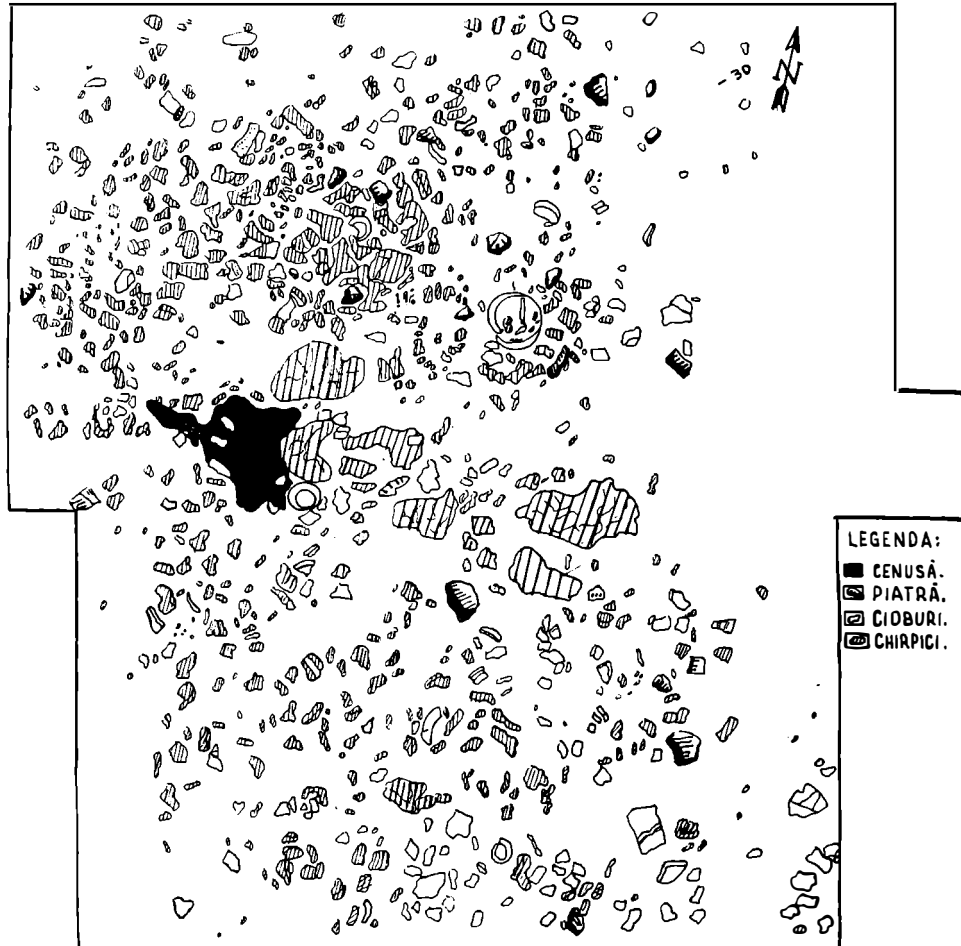 -30
N
LEGENDA:
CENUSĂ.
PIATRĂ.
CIOBURI.
CHIRPICI.